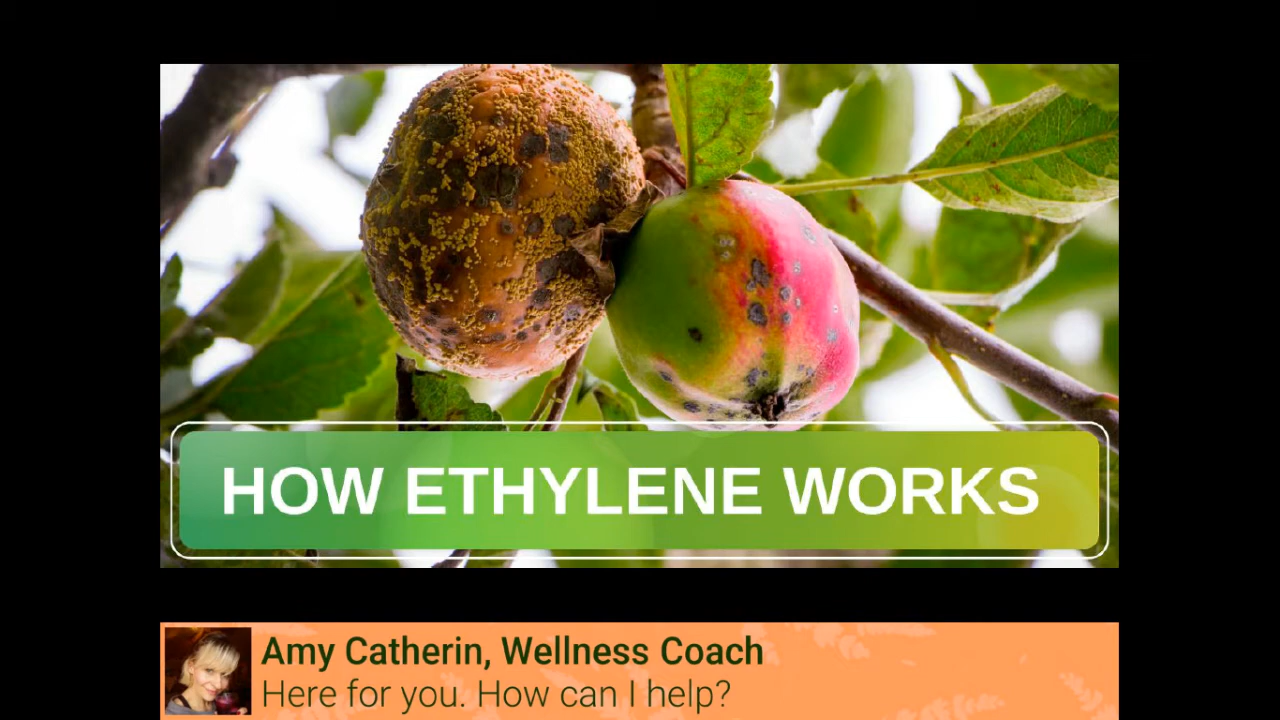 HOW ETHYLENE WORKS
Amy Catherin, Wellness Coach
Here for you. How can I help?